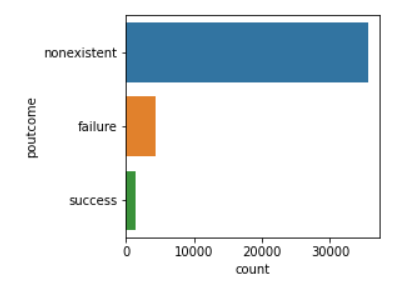 nonexistent
failure
success
poutcome
0 10000 20000 30000
count